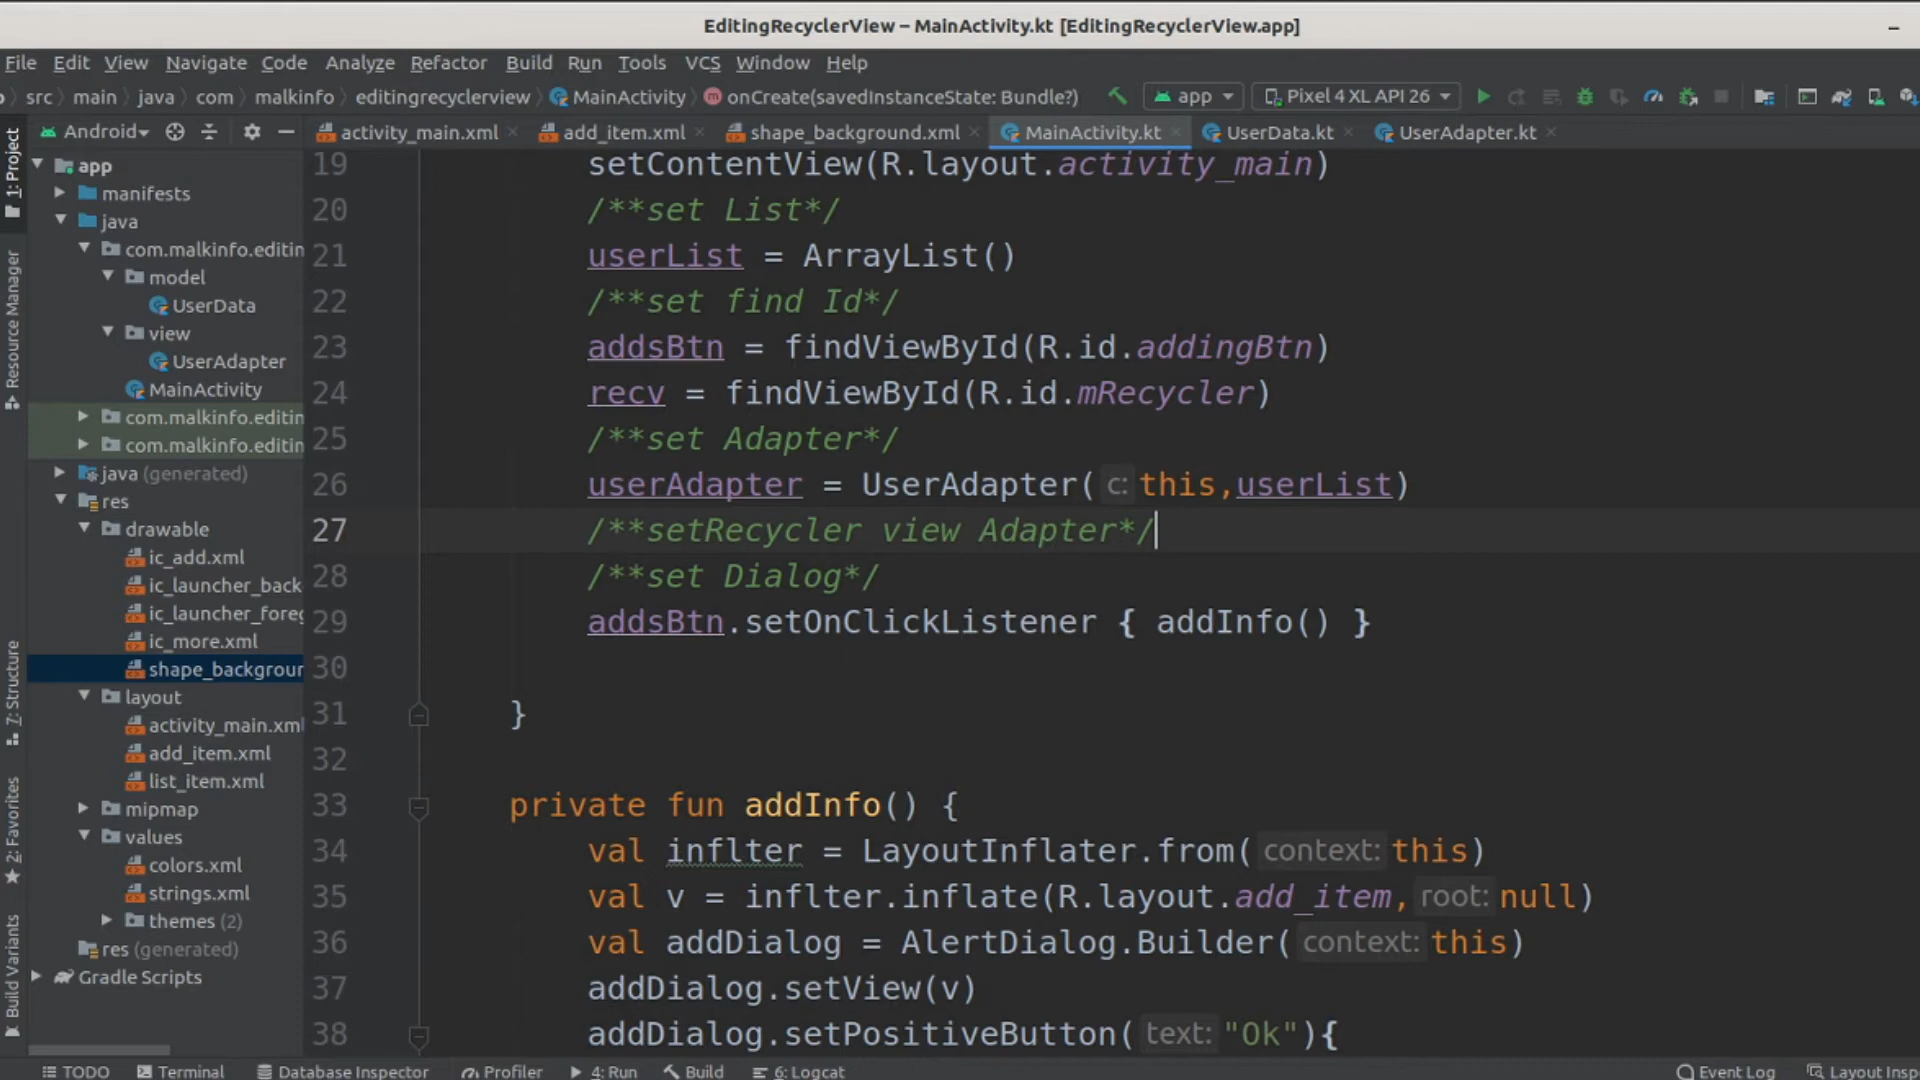 EditingRecyclerView – MainActivity.kt [EditingRecyclerView.app]
File Edit View Navigate Code Analyze Refactor Build Run Tools VCS Window Help
src main java com malkinfo editingrecyclerview MainActivity onCreate(savedInstanceState: Bundle?) app Pixel 4 XL API 26
Android activity_main.xml add_item.xml shape_background.xml MainActivity.kt UserData.kt UserAdapter.kt
1: Project
Resource Manager
7: Structure
2: Favorites
Build Variants
app
manifests
java
com.malkinfo.editin
model
UserData
view
UserAdapter
MainActivity
com.malkinfo.editin
com.malkinfo.editin
java (generated)
res
drawable
ic_add.xml
ic_launcher_back
ic_launcher_foreg
ic_more.xml
shape_backgroun
layout
activity_main.xml
add_item.xml
list_item.xml
mipmap
values
colors.xml
strings.xml
themes (2)
res (generated)
Gradle Scripts
19 setContentView(R.layout.activity_main)
20 /**set List*/
21 userList = ArrayList()
22 /**set find Id*/
23 addsBtn = findViewById(R.id.addingBtn)
24 recv = findViewById(R.id.mRecycler)
25 /**set Adapter*/
26 userAdapter = UserAdapter( c: this,userList)
27 /**setRecycler view Adapter*/
28 /**set Dialog*/
29 addsBtn.setOnClickListener { addInfo() }
30
31 }
32
33 private fun addInfo() {
34 val inflter = LayoutInflater.from( context: this)
35 val v = inflter.inflate(R.layout.add_item, root: null)
36 val addDialog = AlertDialog.Builder( context: this)
37 addDialog.setView(v)
38 addDialog.setPositiveButton( text: "Ok"){
TODO Terminal Database Inspector Profiler 4: Run Build 6: Logcat Event Log Layout Insp